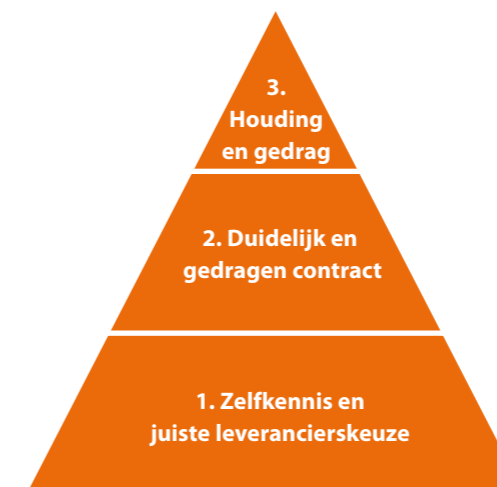 3.
Houding
en gedrag
2. Duidelijk en
gedragen contract
1. Zelfkennis en
juiste leverancierskeuze